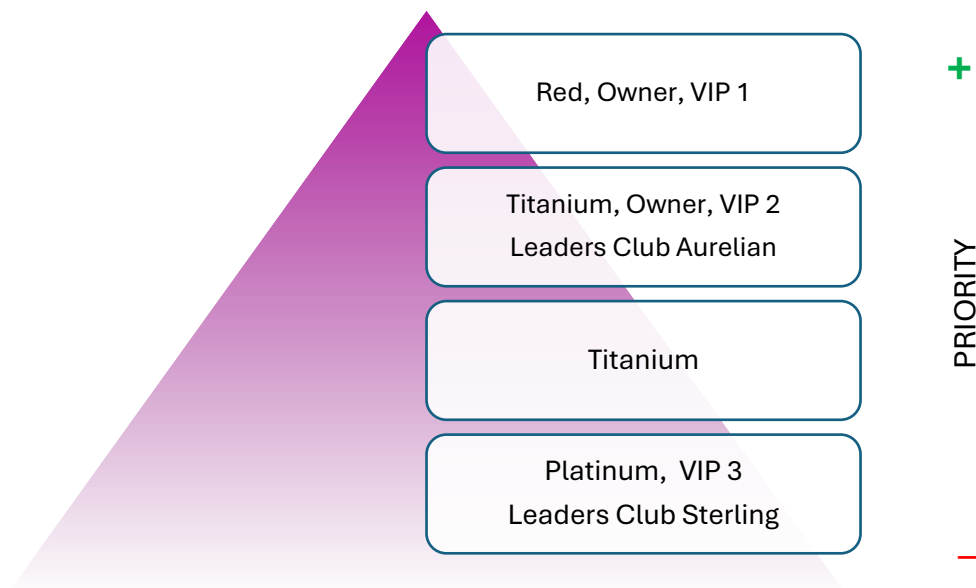 Red, Owner, VIP 1
+
Titanium, Owner, VIP 2
Leaders Club Aurelian
PRIORITY
Titanium
Platinum,  VIP 3
Leaders Club Sterling
–